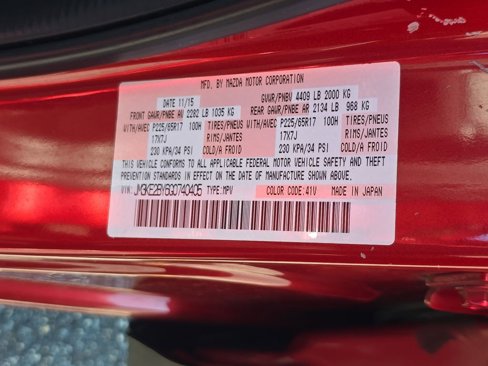 MFD. BY MAZDA MOTOR CORPORATION
DATE 11/15 GVWR/PNBV 4409 LB 2000 KG
FRONT GAWR/PNBE AV 2282 LB 1035 KG REAR GAWR/PNBE AR 2134 LB 968 KG
WITH/AVEC P225/65R17 100H TIRES/PNEUS WITH/AVEC P225/65R17 100H TIRES/PNEUS
17X7J RIMS/JANTES 17X7J RIMS/JANTES
230 KPA/34 PSI COLD/A FROID 230 KPA/34 PSI COLD/A FROID
THIS VEHICLE CONFORMS TO ALL APPLICABLE FEDERAL MOTOR VEHICLE SAFETY AND THEFT
PREVENTION STANDARDS IN EFFECT ON THE DATE OF MANUFACTURE SHOWN ABOVE.
VIN: JM3KE2BY6G0740405 TYPE:MPV COLOR CODE:41V MADE IN JAPAN